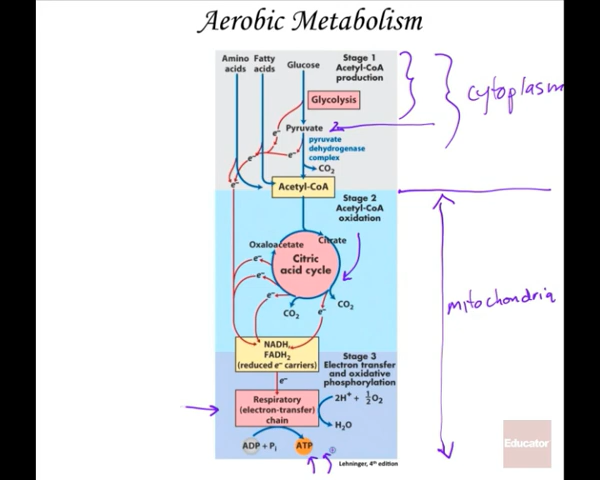 Aerobic Metabolism
Amino acids
Fatty acids
Glucose
Stage 1
Acetyl-CoA
production
Glycolysis
e⁻
Pyruvate
2
pyruvate
dehydrogenase
complex
e⁻
e⁻
CO₂
e⁻
Acetyl-CoA
cytoplasm
Stage 2
Acetyl-CoA
oxidation
Oxaloacetate
Citrate
Citric
acid cycle
e⁻
e⁻
e⁻
e⁻
CO₂
CO₂
mitochondria
NADH,
FADH₂
(reduced e⁻ carriers)
Stage 3
Electron transfer
and oxidative
phosphorylation
e⁻
Respiratory
(electron-transfer)
chain
2H⁺ + ½O₂
H₂O
ADP + Pᵢ
ATP
Lehninger, 4ᵗʰ edition
Educator